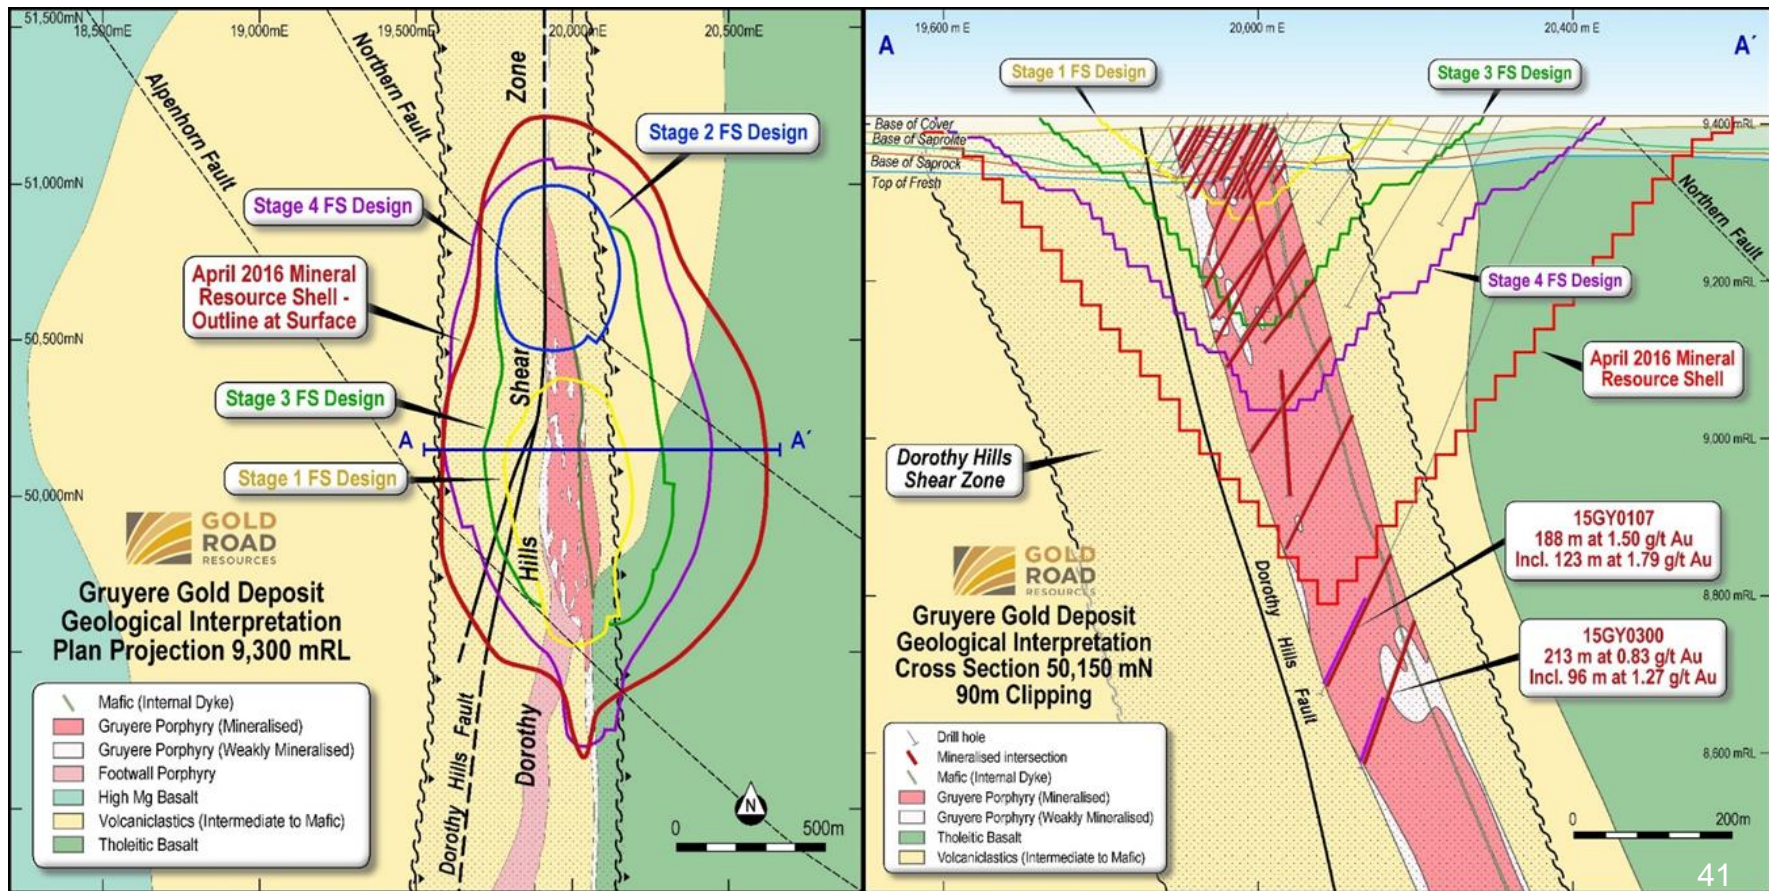 51,500mN
18,500mE
19,000mE
19,500mE
20,000mE
20,500mE
Alpenhorn Fault
Northern Fault
Zone
Stage 2 FS Design
51,000mN
Stage 4 FS Design
April 2016 Mineral
Resource Shell -
Outline at Surface
50,500mN
Shear
Stage 3 FS Design
A
A´
Stage 1 FS Design
50,000mN
Hills
GOLD
ROAD
RESOURCES
Gruyere Gold Deposit
Geological Interpretation
Plan Projection 9,300 mRL
Dorothy
Dorothy Hills Fault
Mafic (Internal Dyke)
Gruyere Porphyry (Mineralised)
Gruyere Porphyry (Weakly Mineralised)
Footwall Porphyry
High Mg Basalt
Volcaniclastics (Intermediate to Mafic)
Tholeitic Basalt
N
0
500m
19,600 mE
20,000 mE
20,400 mE
A
A´
Stage 1 FS Design
Stage 3 FS Design
Base of Cover
Base of Saprolite
Base of Saprock
Top of Fresh
9,400 mRL
Northern Fault
Stage 4 FS Design
9,200 mRL
April 2016 Mineral
Resource Shell
9,000 mRL
Dorothy Hills
Shear Zone
15GY0107
188 m at 1.50 g/t Au
Incl. 123 m at 1.79 g/t Au
GOLD
ROAD
RESOURCES
8,800 mRL
Gruyere Gold Deposit
Geological Interpretation
Cross Section 50,150 mN
90m Clipping
Dorothy Hills Fault
15GY0300
213 m at 0.83 g/t Au
Incl. 96 m at 1.27 g/t Au
Drill hole
Mineralised intersection
Mafic (Internal Dyke)
Gruyere Porphyry (Mineralised)
Gruyere Porphyry (Weakly Mineralised)
Tholeitic Basalt
Volcaniclastics (Intermediate to Mafic)
8,600 mRL
0
200m
41